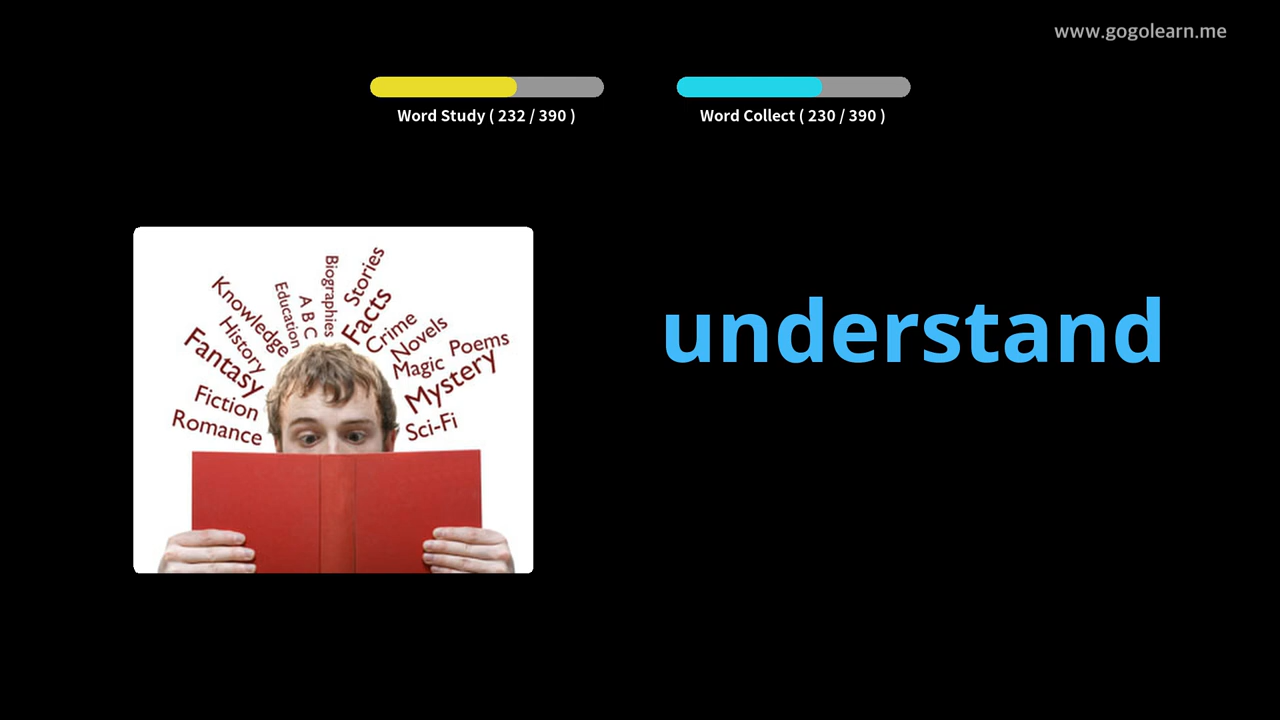 www.gogolearn.me
Word Study ( 232 / 390 )
Word Collect ( 230 / 390 )
understand
Romance
Fiction
Fantasy
History
Knowledge
Education
A B C
Biographies
Stories
Facts
Crime
Novels
Magic
Poems
Mystery
Sci-Fi